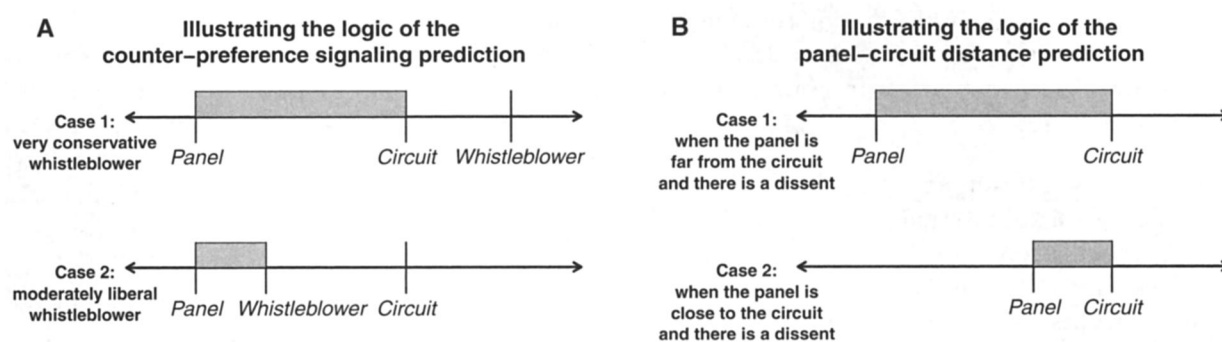 A
Illustrating the logic of the
counter−preference signaling prediction
Case 1:
very conservative
whistleblower
Panel
Circuit
Whistleblower
Case 2:
moderately liberal
whistleblower
Panel
Whistleblower
Circuit
B
Illustrating the logic of the
panel−circuit distance prediction
Case 1:
when the panel is
far from the circuit
and there is a dissent
Panel
Circuit
Case 2:
when the panel is
close to the circuit
and there is a dissent
Panel
Circuit